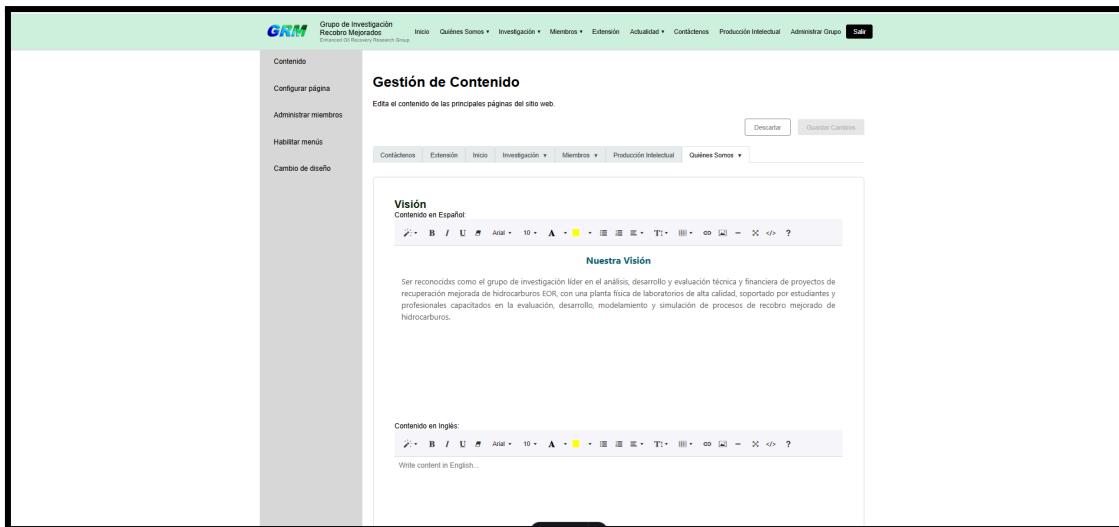 GRM
Grupo de Investigación
Recobro Mejorados
Enhanced Oil Recovery Research Group
Inicio Quiénes Somos Investigación Miembros Extensión Actualidad Contáctenos Producción Intelectual Administrar Grupo Salir
Contenido
Configurar página
Administrar miembros
Habilitar menús
Cambio de diseño
Gestión de Contenido
Edita el contenido de las principales páginas del sitio web.
Descartar Guardar Cambios
Contáctenos Extensión Inicio Investigación Miembros Producción Intelectual Quiénes Somos
Visión
Contenido en Español:
B I U Arial 10 A T </> ?
Nuestra Visión
Ser reconocidxs como el grupo de investigación líder en el análisis, desarrollo y evaluación técnica y financiera de proyectos de
recuperación mejorada de hidrocarburos EOR, con una planta física de laboratorios de alta calidad, soportado por estudiantes y
profesionales capacitados en la evaluación, desarrollo, modelamiento y simulación de procesos de recobro mejorado de
hidrocarburos.
Contenido en Inglés:
B I U Arial 10 A T </> ?
Write content in English...